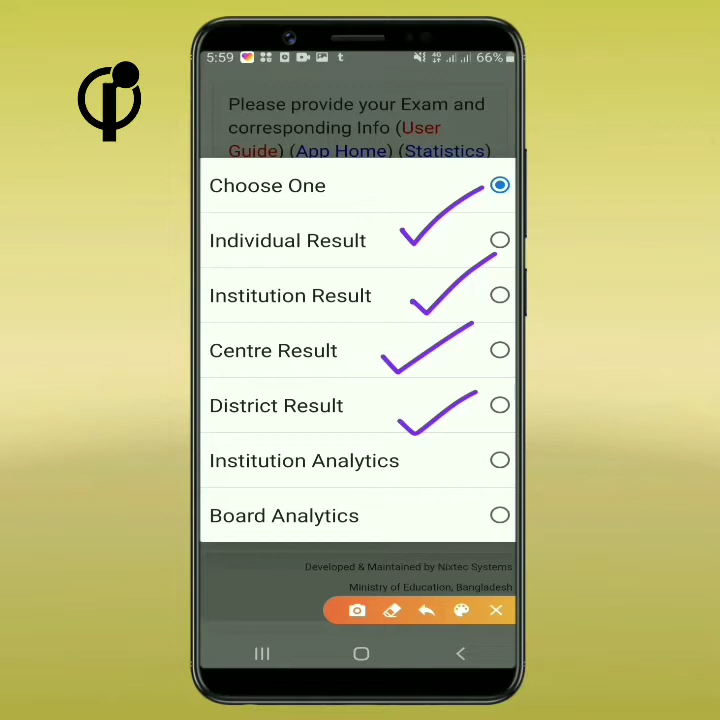 5:59
t
4G
66%
Please provide your Exam and
corresponding Info (User
Guide) (App Home) (Statistics)
Choose One
Individual Result
Institution Result
Centre Result
District Result
Institution Analytics
Board Analytics
Developed & Maintained by Nixtec Systems
Ministry of Education, Bangladesh